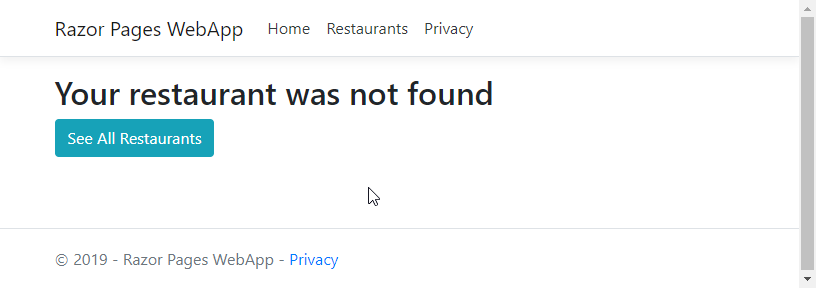 Razor Pages WebApp Home Restaurants Privacy
Your restaurant was not found
See All Restaurants
© 2019 - Razor Pages WebApp - Privacy